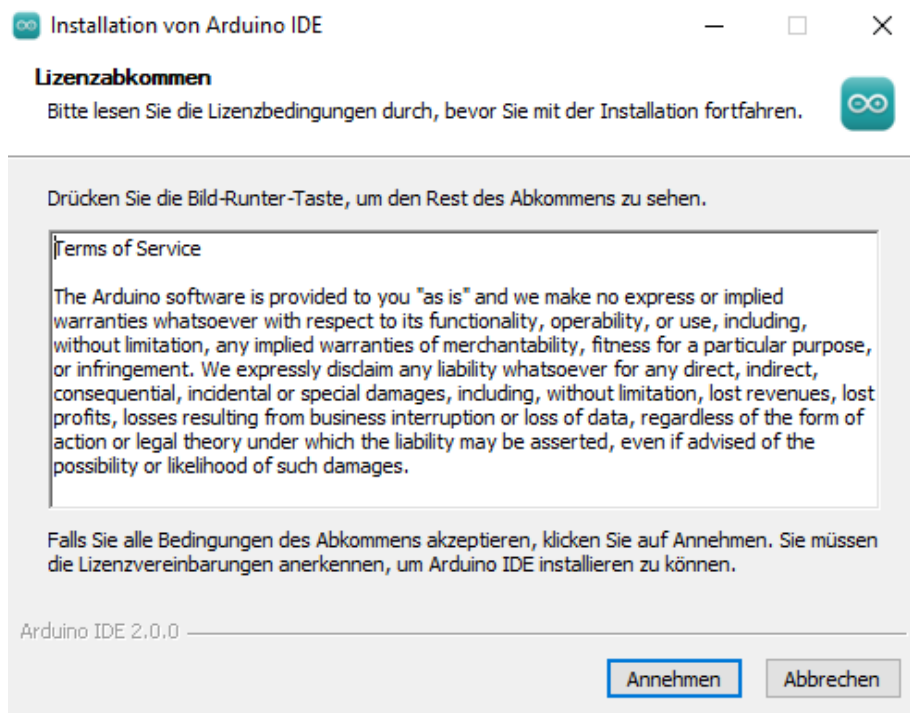 Installation von Arduino IDE
Lizenzabkommen
Bitte lesen Sie die Lizenzbedingungen durch, bevor Sie mit der Installation fortfahren.
Drücken Sie die Bild-Runter-Taste, um den Rest des Abkommens zu sehen.
Terms of Service
The Arduino software is provided to you "as is" and we make no express or implied
warranties whatsoever with respect to its functionality, operability, or use, including,
without limitation, any implied warranties of merchantability, fitness for a particular purpose,
or infringement. We expressly disclaim any liability whatsoever for any direct, indirect,
consequential, incidental or special damages, including, without limitation, lost revenues, lost
profits, losses resulting from business interruption or loss of data, regardless of the form of
action or legal theory under which the liability may be asserted, even if advised of the
possibility or likelihood of such damages.
Falls Sie alle Bedingungen des Abkommens akzeptieren, klicken Sie auf Annehmen. Sie müssen
die Lizenzvereinbarungen anerkennen, um Arduino IDE installieren zu können.
Arduino IDE 2.0.0
Annehmen Abbrechen